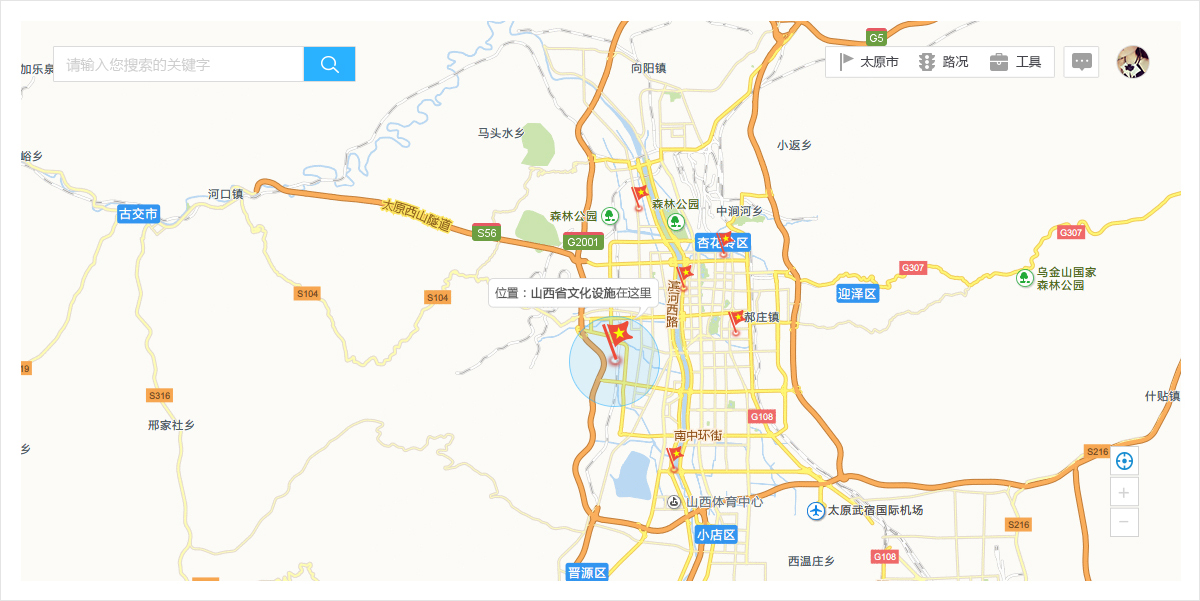 G5
请输入您搜索的关键字
太原市
路况
工具
加乐泉
向阳镇
马头水乡
小返乡
峪乡
河口镇
古交市
太原西山隧道
S56
森林公园
森林公园
中涧河乡
G2001
杏花岭区
G307
G307
乌金山国家
森林公园
迎泽区
S104
S104
位置：山西省文化设施在这里
滨河西路
郝庄镇
19
S316
什贴镇
邢家社乡
G108
南中环街
乡
S216
山西体育中心
太原武宿国际机场
S216
小店区
G108
西温庄乡
晋源区